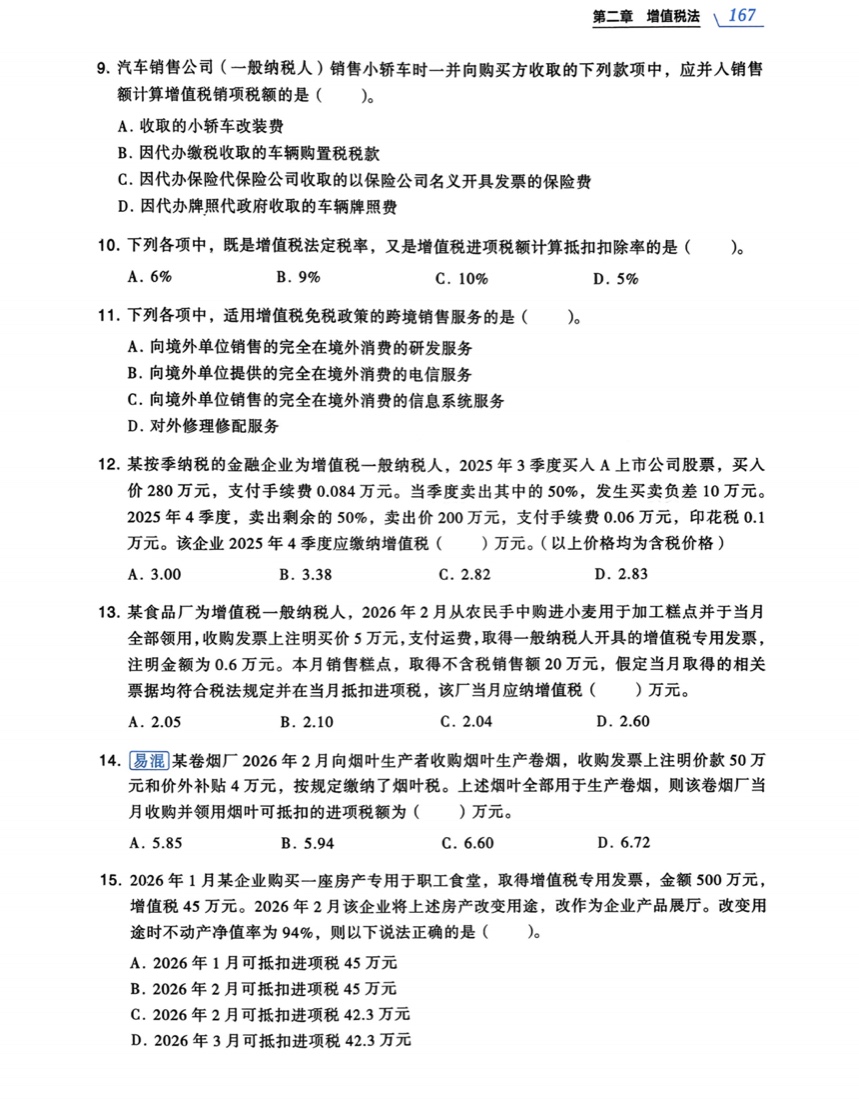 第二章 增值税法 167
9. 汽车销售公司（一般纳税人）销售小轿车时一并向购买方收取的下列款项中，应并入销售
额计算增值税销项税额的是（ ）。
A. 收取的小轿车改装费
B. 因代办缴税收取的车辆购置税税款
C. 因代办保险代保险公司收取的以保险公司名义开具发票的保险费
D. 因代办牌照代政府收取的车辆牌照费
10. 下列各项中，既是增值税法定税率，又是增值税进项税额计算抵扣扣除率的是（ ）。
A. 6% B. 9% C. 10% D. 5%
11. 下列各项中，适用增值税免税政策的跨境销售服务的是（ ）。
A. 向境外单位销售的完全在境外消费的研发服务
B. 向境外单位提供的完全在境外消费的电信服务
C. 向境外单位销售的完全在境外消费的信息系统服务
D. 对外修理修配服务
12. 某按季纳税的金融企业为增值税一般纳税人，2025 年 3 季度买入 A 上市公司股票，买入
价 280 万元，支付手续费 0.084 万元。当季度卖出其中的 50%，发生买卖负差 10 万元。
2025 年 4 季度，卖出剩余的 50%，卖出价 200 万元，支付手续费 0.06 万元，印花税 0.1
万元。该企业 2025 年 4 季度应缴纳增值税（ ）万元。（以上价格均为含税价格）
A. 3.00 B. 3.38 C. 2.82 D. 2.83
13. 某食品厂为增值税一般纳税人，2026 年 2 月从农民手中购进小麦用于加工糕点并于当月
全部领用，收购发票上注明买价 5 万元，支付运费，取得一般纳税人开具的增值税专用发票，
注明金额为 0.6 万元。本月销售糕点，取得不含税销售额 20 万元，假定当月取得的相关
票据均符合税法规定并在当月抵扣进项税，该厂当月应纳增值税（ ）万元。
A. 2.05 B. 2.10 C. 2.04 D. 2.60
14. 易混 某卷烟厂 2026 年 2 月向烟叶生产者收购烟叶生产卷烟，收购发票上注明价款 50 万
元和价外补贴 4 万元，按规定缴纳了烟叶税。上述烟叶全部用于生产卷烟，则该卷烟厂当
月收购并领用烟叶可抵扣的进项税额为（ ）万元。
A. 5.85 B. 5.94 C. 6.60 D. 6.72
15. 2026 年 1 月某企业购买一座房产专用于职工食堂，取得增值税专用发票，金额 500 万元，
增值税 45 万元。2026 年 2 月该企业将上述房产改变用途，改作为企业产品展厅。改变用
途时不动产净值率为 94%，则以下说法正确的是（ ）。
A. 2026 年 1 月可抵扣进项税 45 万元
B. 2026 年 2 月可抵扣进项税 45 万元
C. 2026 年 2 月可抵扣进项税 42.3 万元
D. 2026 年 3 月可抵扣进项税 42.3 万元